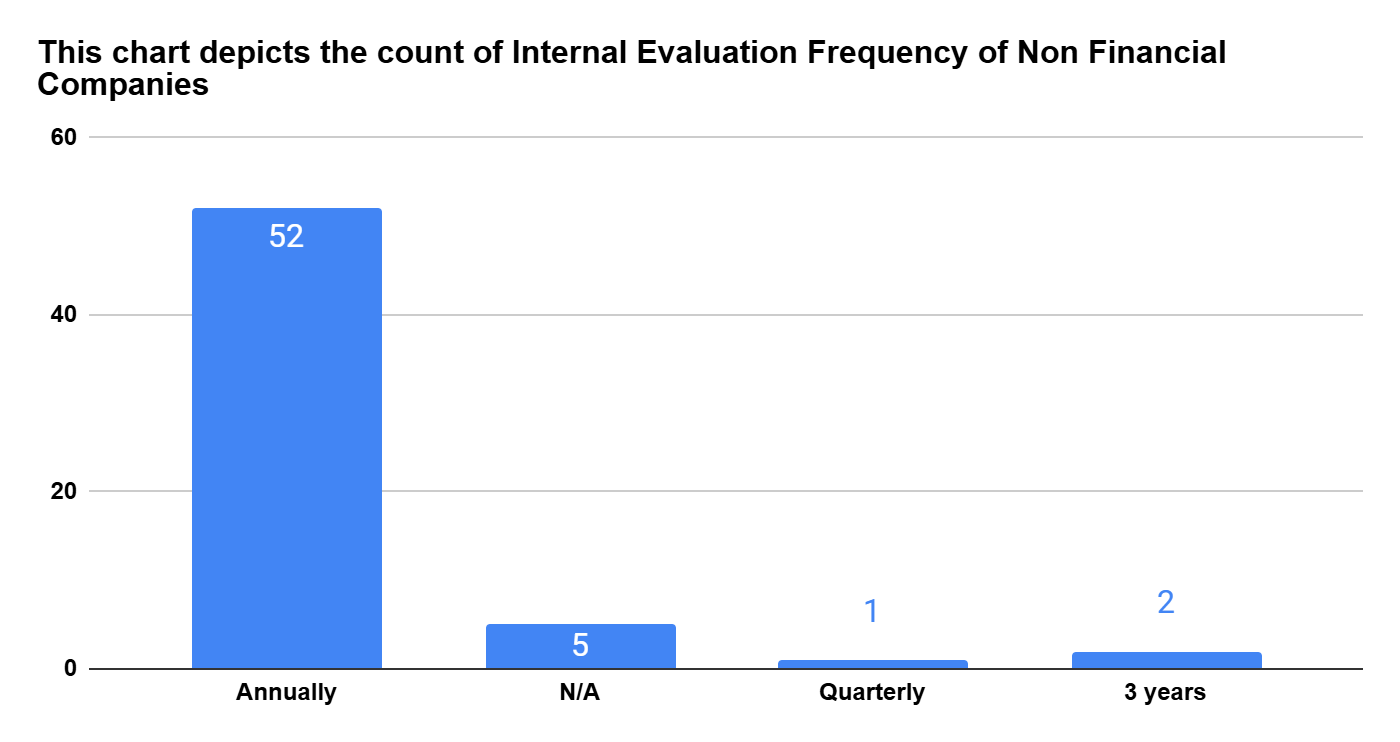 This chart depicts the count of Internal Evaluation Frequency of Non Financial
Companies
60
52
40
20
2
1
5
0
Annually N/A Quarterly 3 years